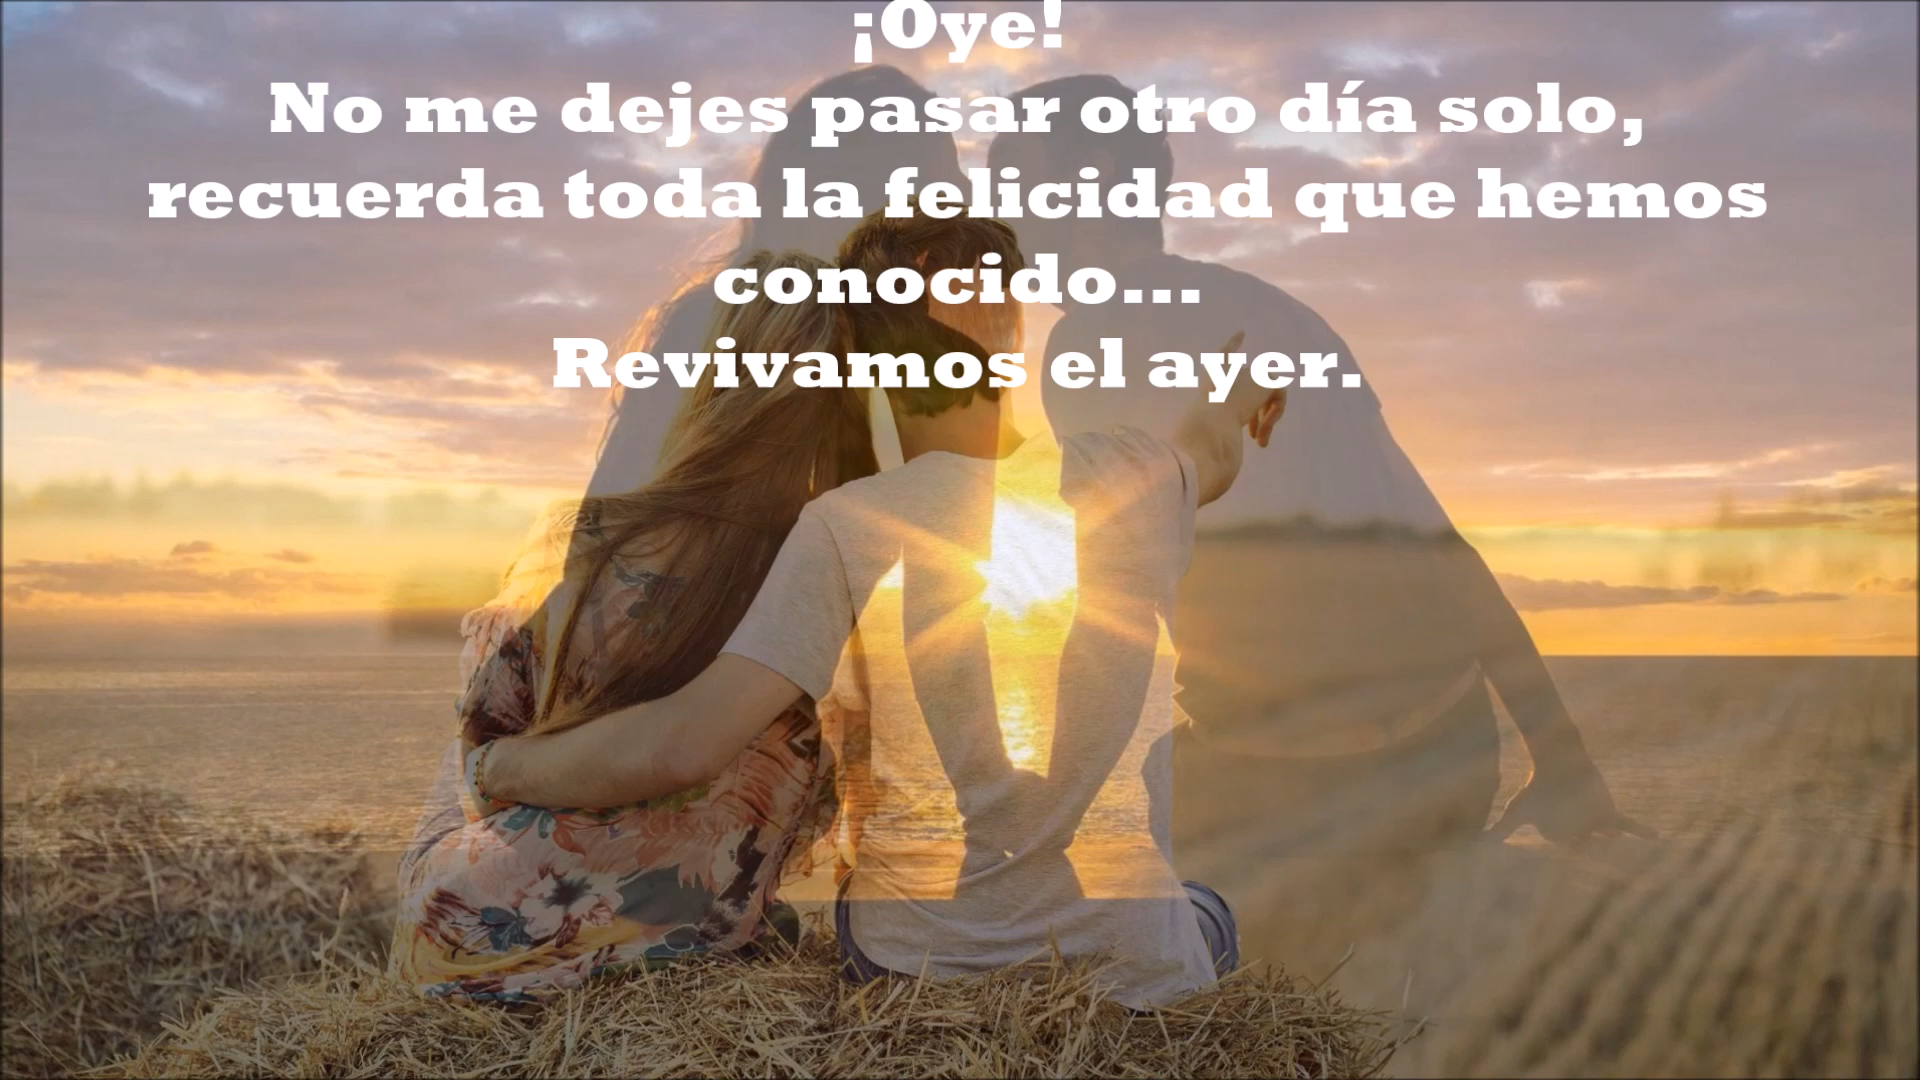 ¡Oye!
No me dejes pasar otro día solo,
recuerda toda la felicidad que hemos
conocido...
Revivamos el ayer.